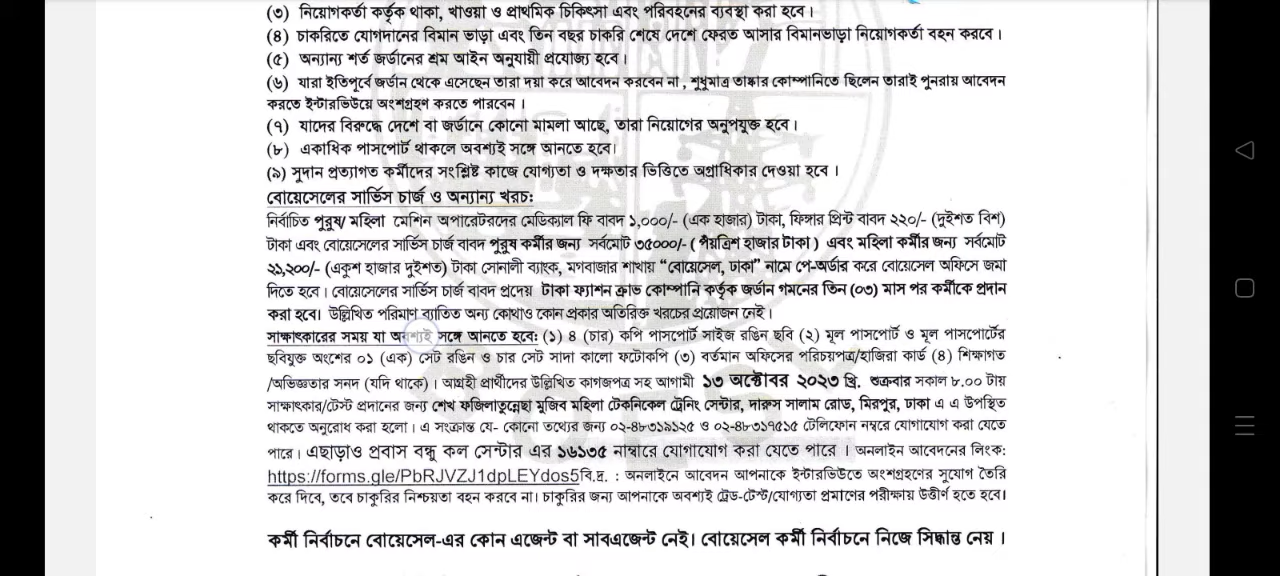 (৩) নিয়োগকর্তা কর্তৃক থাকা, খাওয়া ও প্রাথমিক চিকিৎসা এবং পরিবহনের ব্যবস্থা করা হবে।
(৪) চাকরিতে যোগদানের বিমান ভাড়া এবং তিন বছর চাকরি শেষে দেশে ফেরত আসার বিমানভাড়া নিয়োগকর্তা বহন করবে।
(৫) অন্যান্য শর্ত জর্ডানের শ্রম আইন অনুযায়ী প্রযোজ্য হবে।
(৬) যারা ইতিপূর্বে জর্ডান থেকে এসেছেন তারা দয়া করে আবেদন করবেন না, শুধুমাত্র তাস্কার কোম্পানিতে ছিলেন তারাই পুনরায় আবেদন
করতে ইন্টারভিউয়ে অংশগ্রহণ করতে পারবেন।
(৭) যাদের বিরুদ্ধে দেশে বা জর্ডানে কোনো মামলা আছে, তারা নিয়োগের অনুপযুক্ত হবে।
(৮) একাধিক পাসপোর্ট থাকলে অবশ্যই সঙ্গে আনতে হবে।
(৯) সুদান প্রত্যাগত কর্মীদের সংশ্লিষ্ট কাজে যোগ্যতা ও দক্ষতার ভিত্তিতে অগ্রাধিকার দেওয়া হবে।
বোয়েসেলের সার্ভিস চার্জ ও অন্যান্য খরচ:
নির্বাচিত পুরুষ/ মহিলা মেশিন অপারেটরদের মেডিক্যাল ফি বাবদ ১,০০০/- (এক হাজার) টাকা, ফিঙ্গার প্রিন্ট বাবদ ২২০/- (দুইশত বিশ)
টাকা এবং বোয়েসেলের সার্ভিস চার্জ বাবদ পুরুষ কর্মীর জন্য সর্বমোট ৩৫০০০/- (পঁয়ত্রিশ হাজার টাকা) এবং মহিলা কর্মীর জন্য সর্বমোট
২১,২০০/- (একুশ হাজার দুইশত) টাকা সোনালী ব্যাংক, মগবাজার শাখায় “বোয়েসেল, ঢাকা” নামে পে-অর্ডার করে বোয়েসেল অফিসে জমা
দিতে হবে। বোয়েসেলের সার্ভিস চার্জ বাবদ প্রদেয় টাকা ফ্যাশন ক্রাভ কোম্পানি কর্তৃক জর্ডান গমনের তিন (০৩) মাস পর কর্মীকে প্রদান
করা হবে। উল্লিখিত পরিমাণ ব্যতিত অন্য কোথাও কোন প্রকার অতিরিক্ত খরচের প্রয়োজন নেই।
সাক্ষাৎকারের সময় যা অবশ্যই সঙ্গে আনতে হবে: (১) ৪ (চার) কপি পাসপোর্ট সাইজ রঙিন ছবি (২) মূল পাসপোর্ট ও মূল পাসপোর্টের
ছবিযুক্ত অংশের ০১ (এক) সেট রঙিন ও চার সেট সাদা কালো ফটোকপি (৩) বর্তমান অফিসের পরিচয়পত্র/হাজিরা কার্ড (৪) শিক্ষাগত
/অভিজ্ঞতার সনদ (যদি থাকে)। আগ্রহী প্রার্থীদের উল্লিখিত কাগজপত্র সহ আগামী ১৩ অক্টোবর ২০২৩ খ্রি. শুক্রবার সকাল ৮.০০ টায়
সাক্ষাৎকার/টেস্ট প্রদানের জন্য শেখ ফজিলাতুন্নেছা মুজিব মহিলা টেকনিকেল ট্রেনিং সেন্টার, দারুস সালাম রোড, মিরপুর, ঢাকা এ এ উপস্থিত
থাকতে অনুরোধ করা হলো। এ সংক্রান্ত যে- কোনো তথ্যের জন্য ০২-৪৮৩১৯১২৫ ও ০২-৪৮৩১৭৫১৫ টেলিফোন নম্বরে যোগাযোগ করা যেতে
পারে। এছাড়াও প্রবাস বন্ধু কল সেন্টার এর ১৬১৩৫ নাম্বারে যোগাযোগ করা যেতে পারে। অনলাইন আবেদনের লিংক:
https://forms.gle/PbRJVZJ1dpLEYdos5বি.দ্র. : অনলাইনে আবেদন আপনাকে ইন্টারভিউতে অংশগ্রহণের সুযোগ তৈরি
করে দিবে, তবে চাকুরির নিশ্চয়তা বহন করবে না। চাকুরির জন্য আপনাকে অবশ্যই ট্রেড-টেস্ট/যোগ্যতা প্রমাণের পরীক্ষায় উত্তীর্ণ হতে হবে।
কর্মী নির্বাচনে বোয়েসেল-এর কোন এজেন্ট বা সাবএজেন্ট নেই। বোয়েসেল কর্মী নির্বাচনে নিজে সিদ্ধান্ত নেয়।